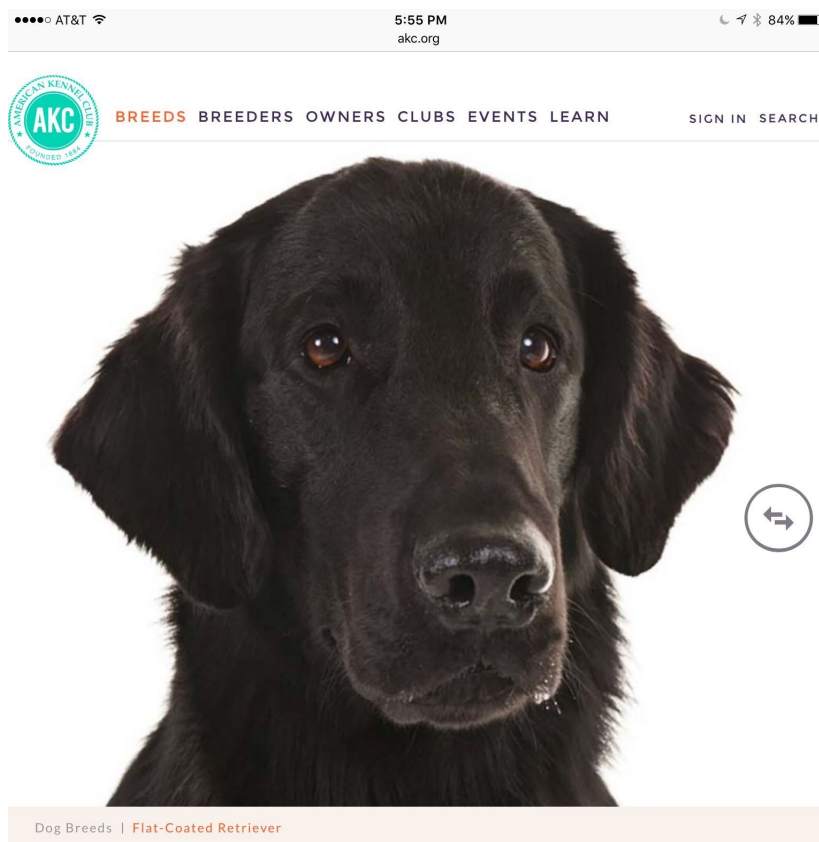 AT&T 5:55 PM 84%
akc.org
AMERICAN KENNEL CLUB
AKC
FOUNDED 1884
BREEDS BREEDERS OWNERS CLUBS EVENTS LEARN SIGN IN SEARCH
Dog Breeds | Flat-Coated Retriever